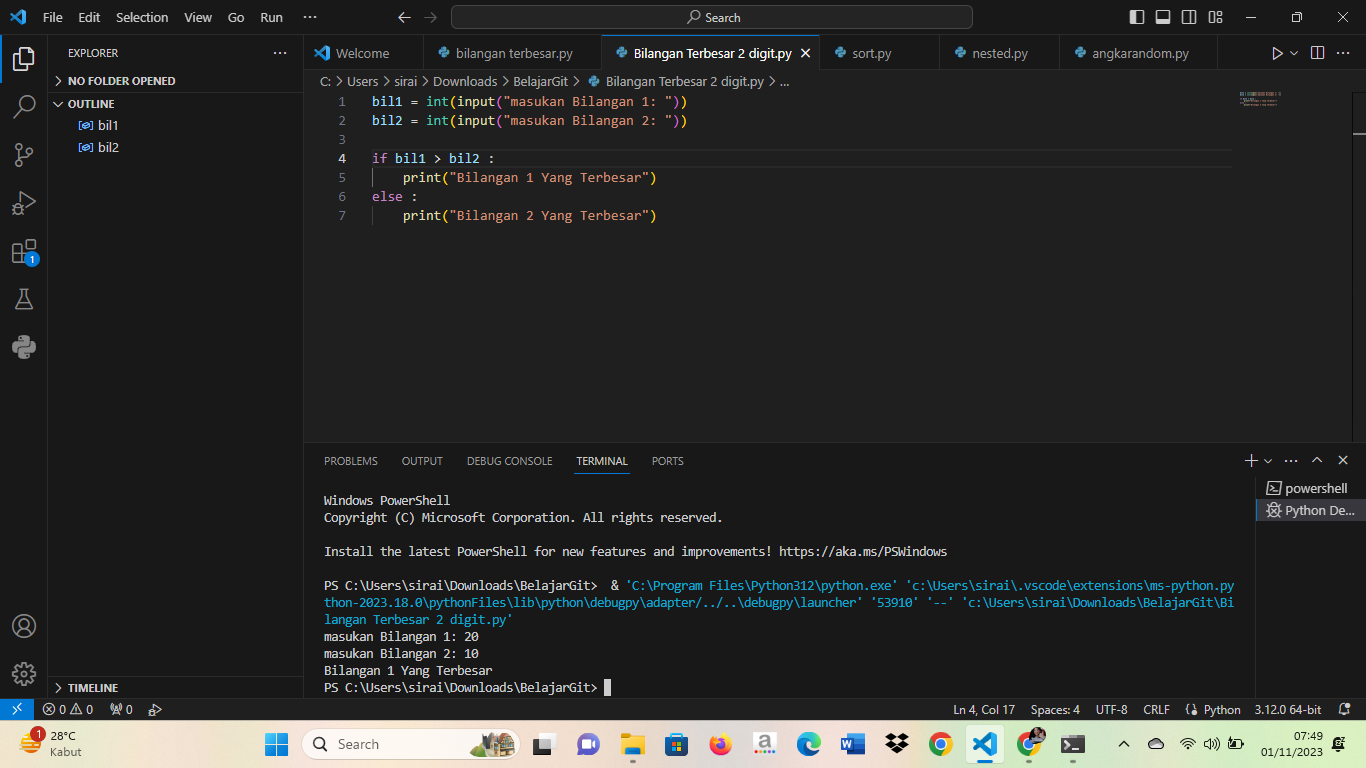 File Edit Selection View Go Run ··· Search
EXPLORER ···
NO FOLDER OPENED
OUTLINE
bil1
bil2
TIMELINE
Welcome bilangan terbesar.py Bilangan Terbesar 2 digit.py sort.py nested.py angkarandom.py
C: > Users > sirai > Downloads > BelajarGit > Bilangan Terbesar 2 digit.py > ...
1 bil1 = int(input("masukan Bilangan 1: "))
2 bil2 = int(input("masukan Bilangan 2: "))
3
4 if bil1 > bil2 :
5 print("Bilangan 1 Yang Terbesar")
6 else :
7 print("Bilangan 2 Yang Terbesar")
PROBLEMS OUTPUT DEBUG CONSOLE TERMINAL PORTS
powershell
Python De...
Windows PowerShell
Copyright (C) Microsoft Corporation. All rights reserved.
Install the latest PowerShell for new features and improvements! https://aka.ms/PSWindows
PS C:\Users\sirai\Downloads\BelajarGit> & 'C:\Program Files\Python312\python.exe' 'c:\Users\sirai\.vscode\extensions\ms-python.py
thon-2023.18.0\pythonFiles\lib\python\debugpy\adapter/../..\debugpy\launcher' '53910' '--' 'c:\Users\sirai\Downloads\BelajarGit\Bi
langan Terbesar 2 digit.py'
masukan Bilangan 1: 20
masukan Bilangan 2: 10
Bilangan 1 Yang Terbesar
PS C:\Users\sirai\Downloads\BelajarGit>
0 0 0 Ln 4, Col 17 Spaces: 4 UTF-8 CRLF Python 3.12.0 64-bit
1
1
28°C
Kabut
Search
07:49
01/11/2023